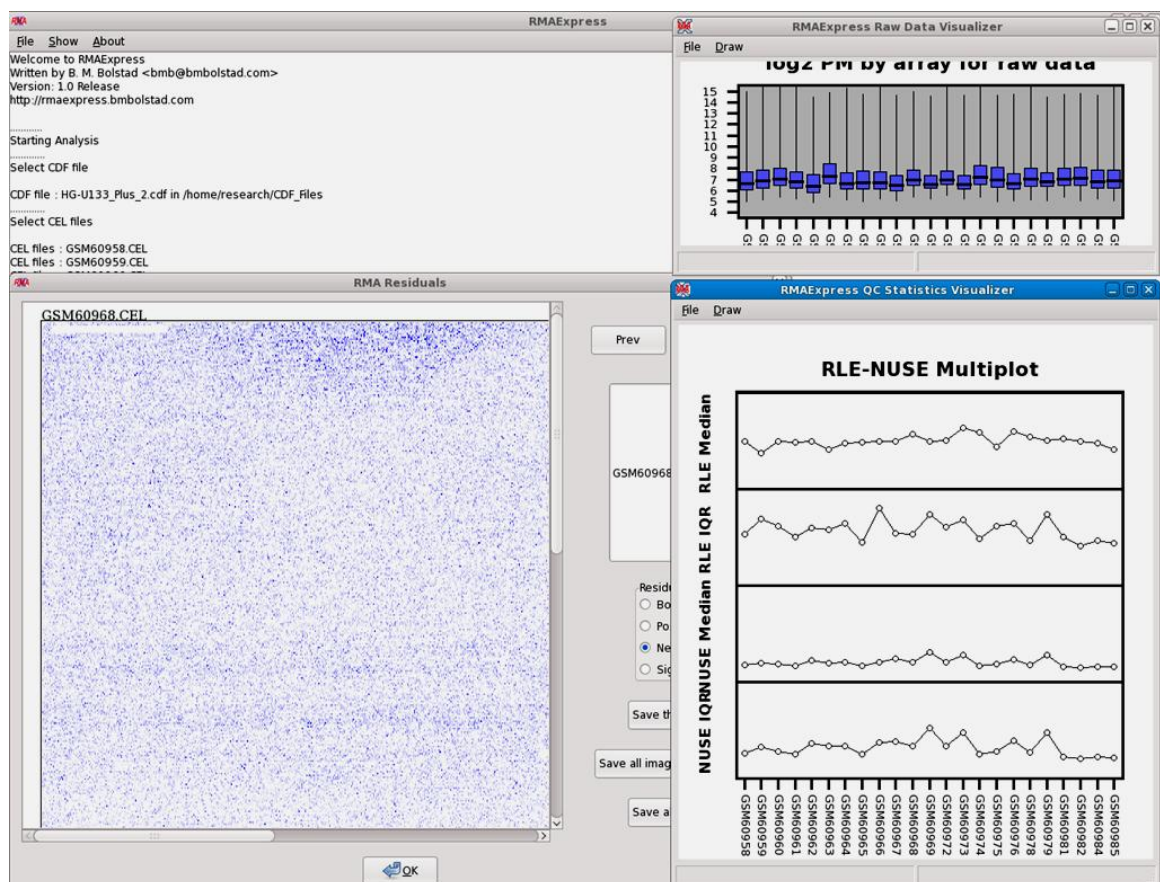 RMAExpress
File Show About
Welcome to RMAExpress
Written by B. M. Bolstad <bmb@bmbolstad.com>
Version: 1.0 Release
http://rmaexpress.bmbolstad.com
............
Starting Analysis
.............
Select CDF file
CDF file : HG-U133_Plus_2.cdf in /home/research/CDF_Files
.............
Select CEL files
CEL files : GSM60958.CEL
CEL files : GSM60959.CEL
RMAExpress Raw Data Visualizer
File Draw
log2 PM by array for raw data
15
14
13
12
11
10
9
8
7
6
5
4
RMA Residuals
GSM60968.CEL
Prev
GSM60968
Residu
Bo
Po
Ne
Sig
Save th
Save all imag
Save a
OK
RMAExpress QC Statistics Visualizer
File Draw
RLE-NUSE Multiplot
RLE Median
RLE IQR
NUSE Median
NUSE IQR
GSM60958
GSM60959
GSM60960
GSM60961
GSM60962
GSM60963
GSM60964
GSM60965
GSM60966
GSM60967
GSM60968
GSM60969
GSM60972
GSM60973
GSM60974
GSM60975
GSM60976
GSM60978
GSM60979
GSM60981
GSM60982
GSM60984
GSM60985